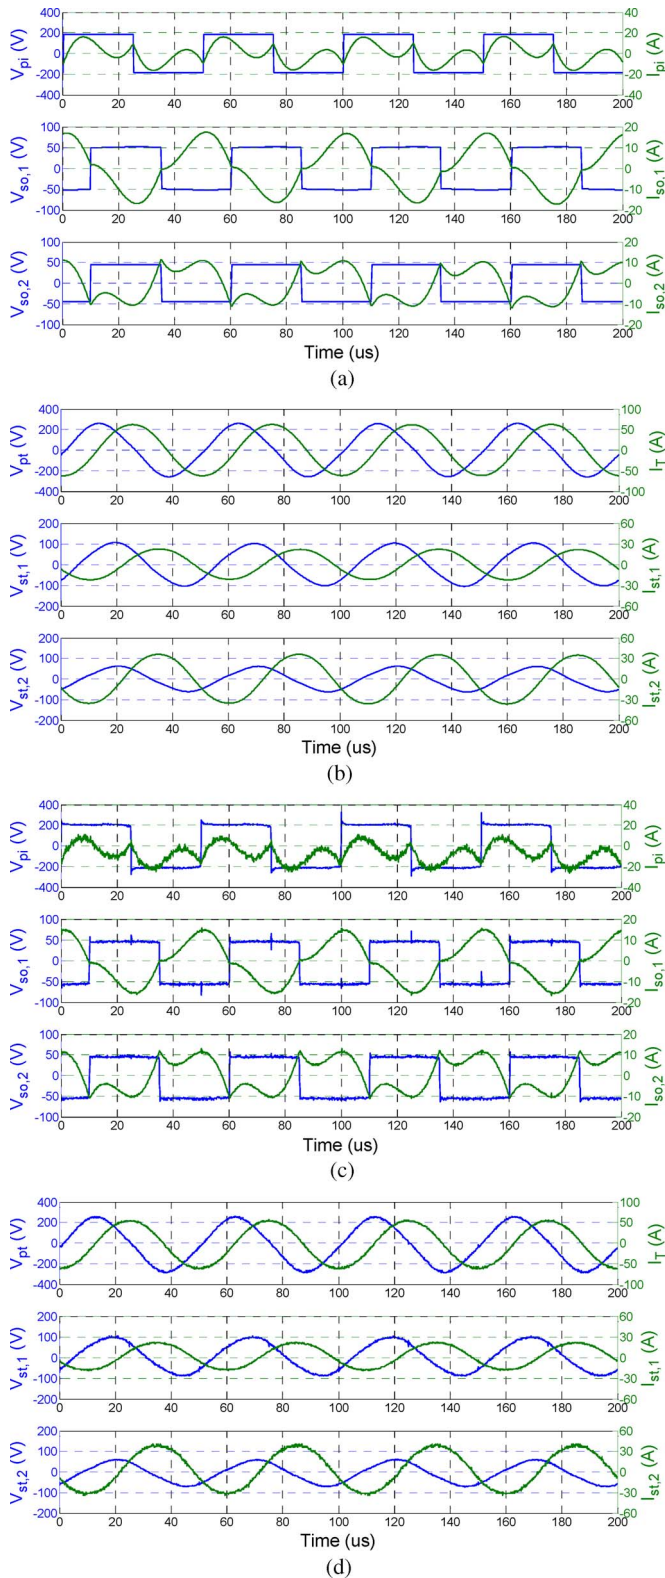 400 200 0 -200 -400
V_pi (V)
40 20 0 -20 -40
I_pi (A)
0 20 40 60 80 100 120 140 160 180 200
100 50 0 -50 -100
V_so,1 (V)
20 10 0 -10 -20
I_so,1 (A)
0 20 40 60 80 100 120 140 160 180 200
100 50 0 -50 -100
V_so,2 (V)
20 10 0 -10 -20
I_so,2 (A)
0 20 40 60 80 100 120 140 160 180 200
Time (us)
(a)
400 200 0 -200 -400
V_pt (V)
100 50 0 -50 -100
I_T (A)
0 20 40 60 80 100 120 140 160 180 200
200 100 0 -100 -200
V_st,1 (V)
60 30 0 -30 -60
I_st,1 (A)
0 20 40 60 80 100 120 140 160 180 200
200 100 0 -100 -200
V_st,2 (V)
60 30 0 -30 -60
I_st,2 (A)
0 20 40 60 80 100 120 140 160 180 200
Time (us)
(b)
400 200 0 -200 -400
V_pi (V)
40 20 0 -20 -40
I_pi (A)
0 20 40 60 80 100 120 140 160 180 200
100 50 0 -50 -100
V_so,1 (V)
20 10 0 -10 -20
I_so,1 (A)
0 20 40 60 80 100 120 140 160 180 200
100 50 0 -50 -100
V_so,2 (V)
20 10 0 -10 -20
I_so,2 (A)
0 20 40 60 80 100 120 140 160 180 200
Time (us)
(c)
400 200 0 -200 -400
V_pt (V)
100 50 0 -50 -100
I_T (A)
0 20 40 60 80 100 120 140 160 180 200
200 100 0 -100 -200
V_st,1 (V)
60 30 0 -30 -60
I_st,1 (A)
0 20 40 60 80 100 120 140 160 180 200
200 100 0 -100 -200
V_st,2 (V)
60 30 0 -30 -60
I_st,2 (A)
0 20 40 60 80 100 120 140 160 180 200
Time (us)
(d)